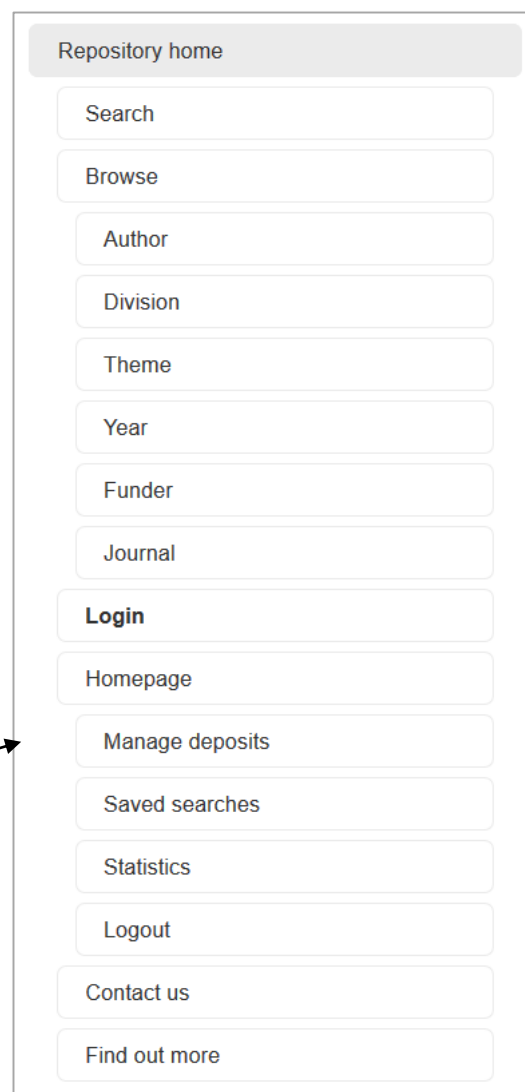 Repository home
Search
Browse
Author
Division
Theme
Year
Funder
Journal
Login
Homepage
Manage deposits
Saved searches
Statistics
Logout
Contact us
Find out more